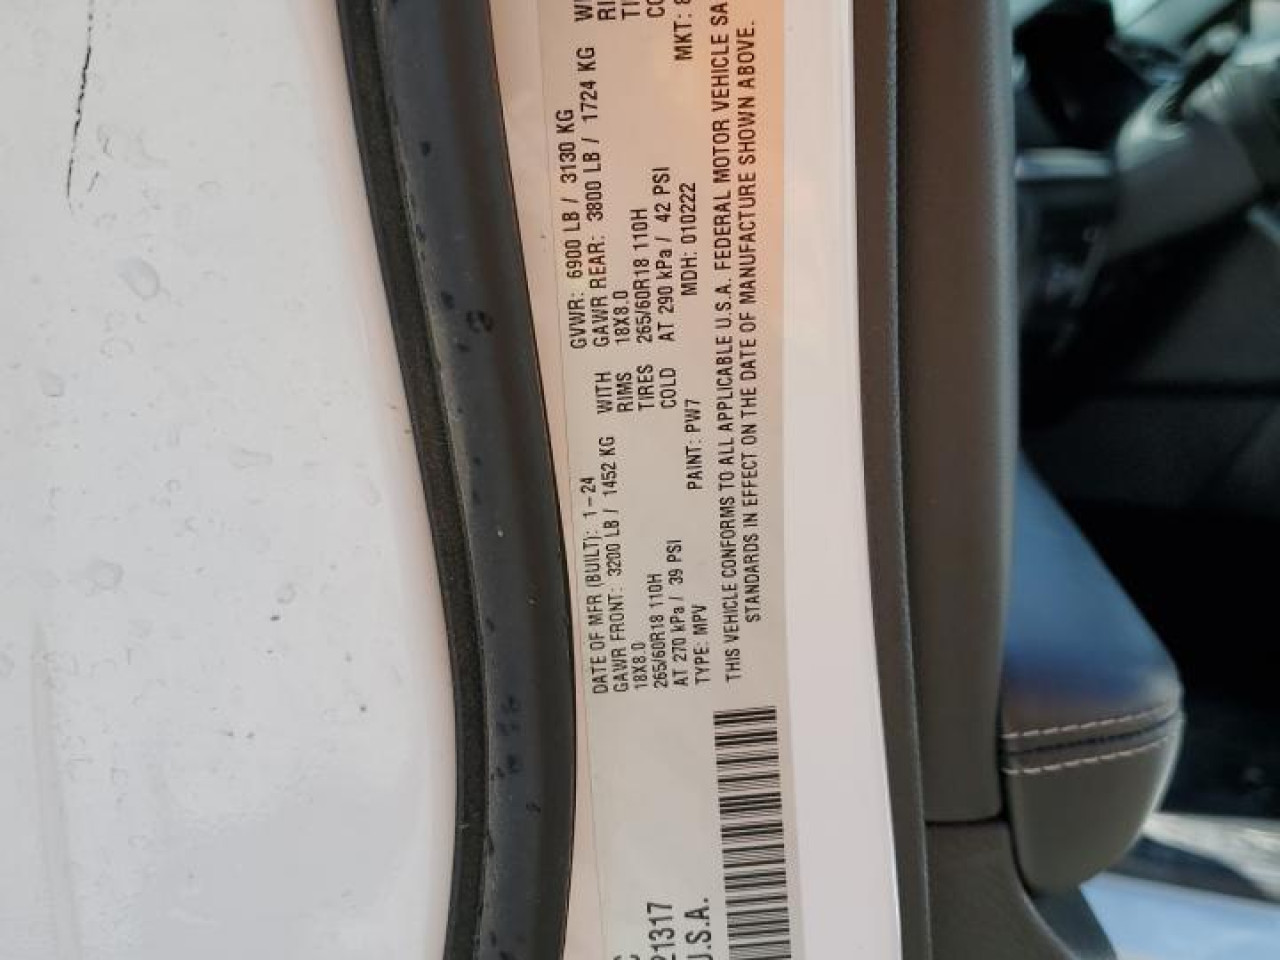 DATE OF MFR (BUILT): 1-24
GVWR: 6900 LB / 3130 KG
GAWR FRONT: 3200 LB / 1452 KG WITH
GAWR REAR: 3800 LB / 1724 KG
18X8.0 RIMS
18X8.0
265/60R18 110H TIRES
265/60R18 110H
AT 270 kPa / 39 PSI COLD
AT 290 kPa / 42 PSI
TYPE: MPV PAINT: PW7 MDH: 010222 MKT:
THIS VEHICLE CONFORMS TO ALL APPLICABLE U.S.A. FEDERAL MOTOR VEHICLE SA
STANDARDS IN EFFECT ON THE DATE OF MANUFACTURE SHOWN ABOVE.
21317
U.S.A.